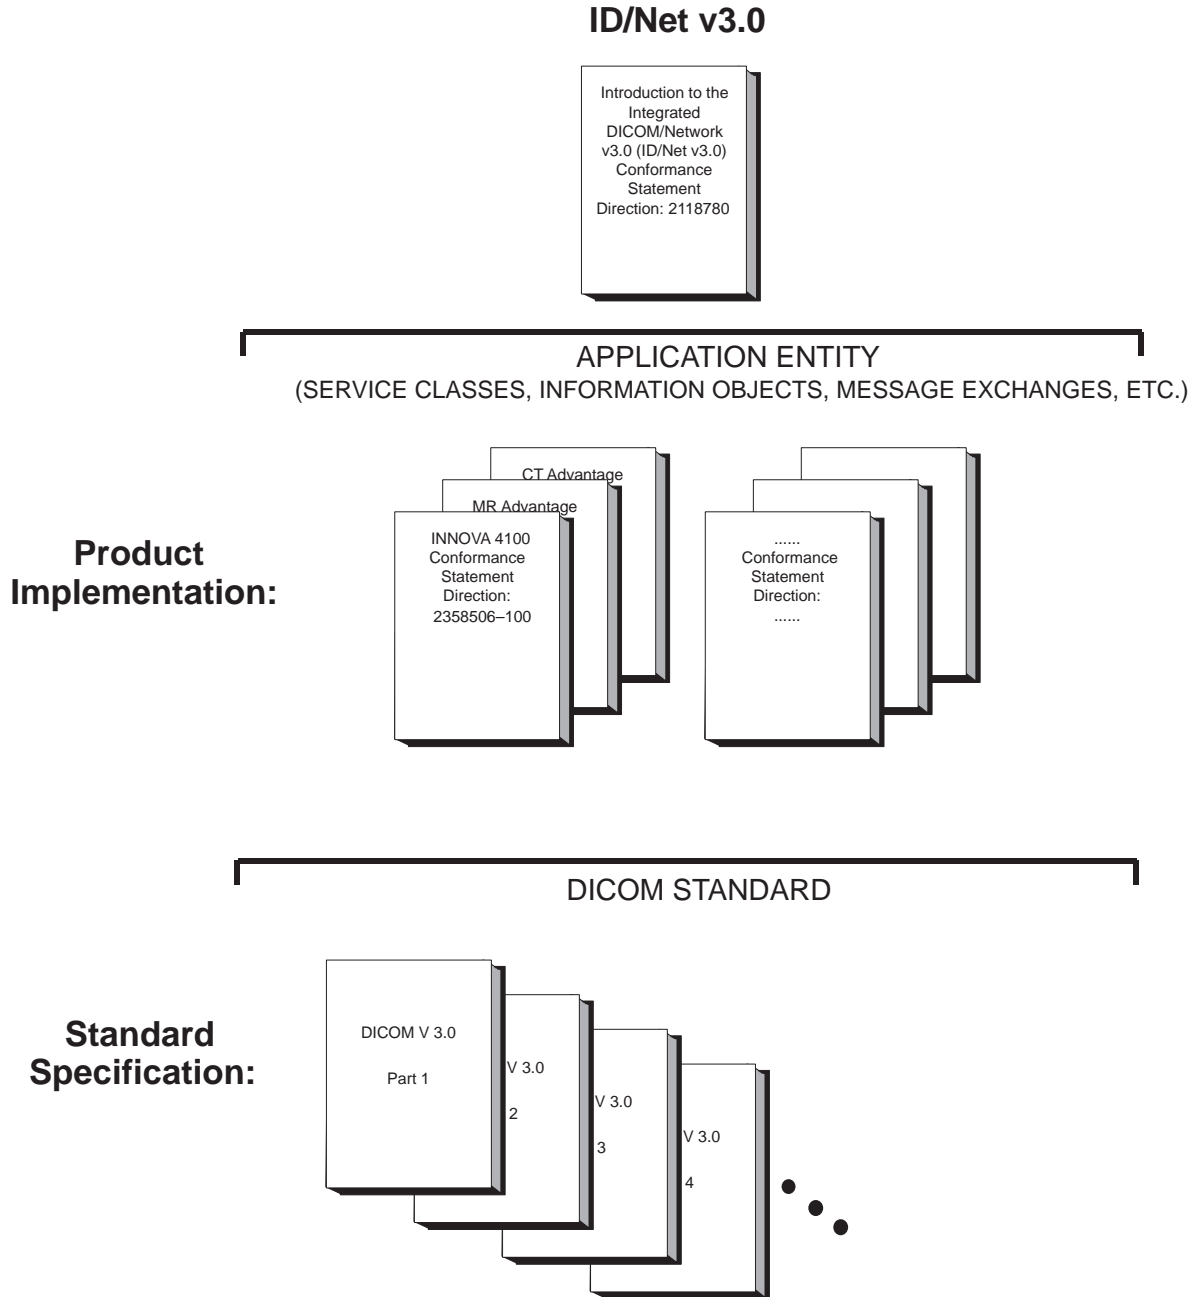 ID/Net v3.0
Introduction to the
Integrated
DICOM/Network
v3.0 (ID/Net v3.0)
Conformance
Statement
Direction: 2118780
APPLICATION ENTITY
(SERVICE CLASSES, INFORMATION OBJECTS, MESSAGE EXCHANGES, ETC.)
Product
Implementation:
CT Advantage
MR Advantage
INNOVA 4100
Conformance
Statement
Direction:
2358506–100
......
Conformance
Statement
Direction:
......
DICOM STANDARD
Standard
Specification:
DICOM V 3.0
Part 1
V 3.0
2
V 3.0
3
V 3.0
4